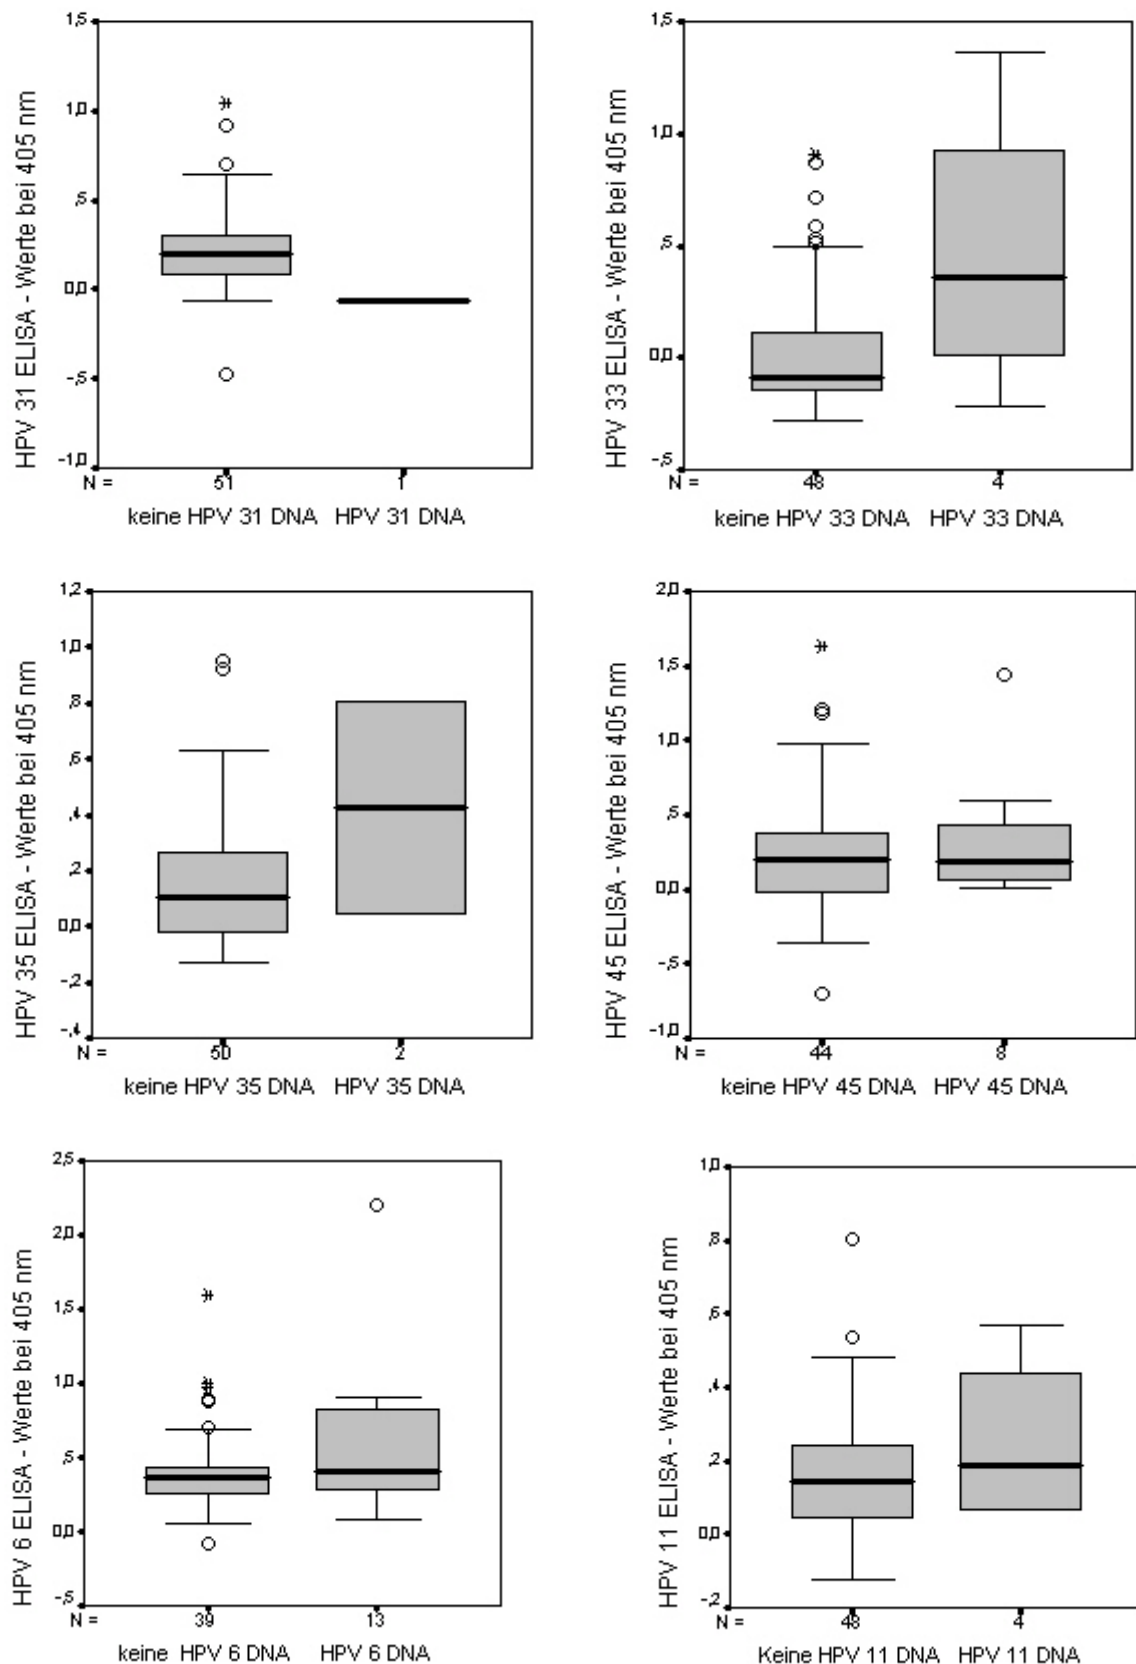 HPV 31 ELISA - Werte bei 405 nm
1,5
1,0
,5
0,0
-,5
-1,0
N = 51 1
keine HPV 31 DNA HPV 31 DNA
HPV 33 ELISA - Werte bei 405 nm
1,5
1,0
,5
0,0
-,5
N = 48 4
keine HPV 33 DNA HPV 33 DNA
HPV 35 ELISA - Werte bei 405 nm
1,2
1,0
,8
,6
,4
,2
0,0
-,2
-,4
N = 50 2
keine HPV 35 DNA HPV 35 DNA
HPV 45 ELISA - Werte bei 405 nm
2,0
1,5
1,0
,5
0,0
-,5
-1,0
N = 44 8
keine HPV 45 DNA HPV 45 DNA
HPV 6 ELISA - Werte bei 405 nm
2,5
2,0
1,5
1,0
,5
0,0
-,5
N = 39 13
keine HPV 6 DNA HPV 6 DNA
HPV 11 ELISA - Werte bei 405 nm
1,0
,8
,6
,4
,2
0,0
-,2
N = 48 4
Keine HPV 11 DNA HPV 11 DNA